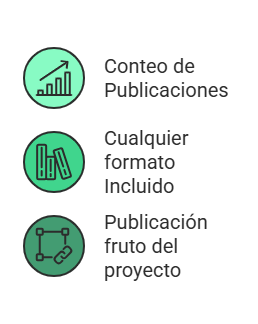 Conteo de
Publicaciones
Cualquier
formato
Incluido
Publicación
fruto del
proyecto